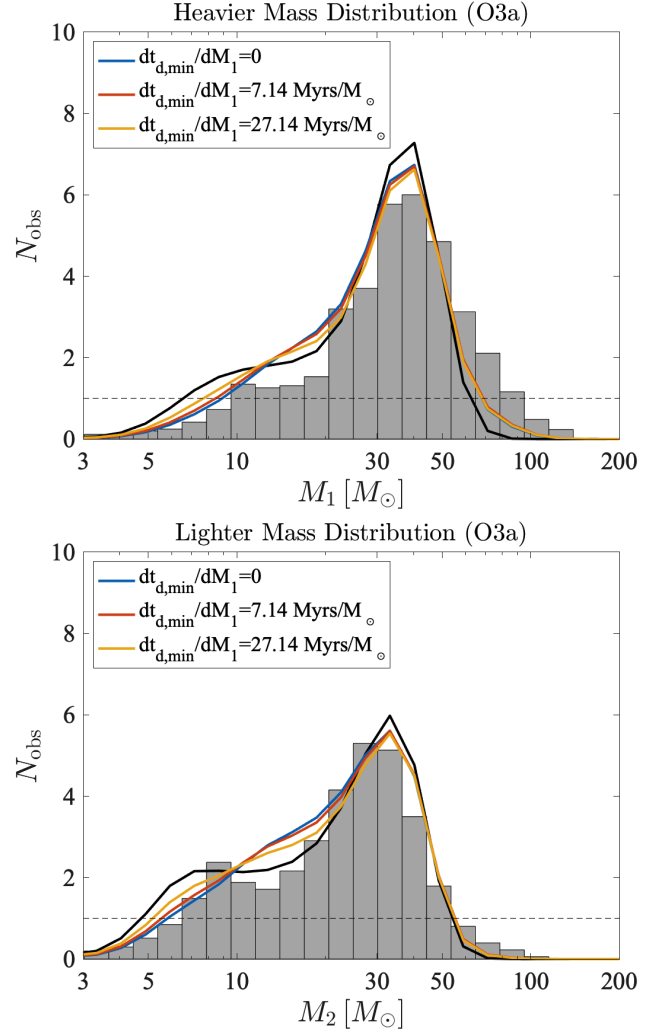 Heavier Mass Distribution (O3a)
10
8
6
4
2
0
N_obs
dt_d,min/dM_1=0
dt_d,min/dM_1=7.14 Myrs/M_⊙
dt_d,min/dM_1=27.14 Myrs/M_⊙
3 5 10 30 50 100 200
M_1 [M_⊙]
Lighter Mass Distribution (O3a)
10
8
6
4
2
0
N_obs
dt_d,min/dM_1=0
dt_d,min/dM_1=7.14 Myrs/M_⊙
dt_d,min/dM_1=27.14 Myrs/M_⊙
3 5 10 30 50 100 200
M_2 [M_⊙]